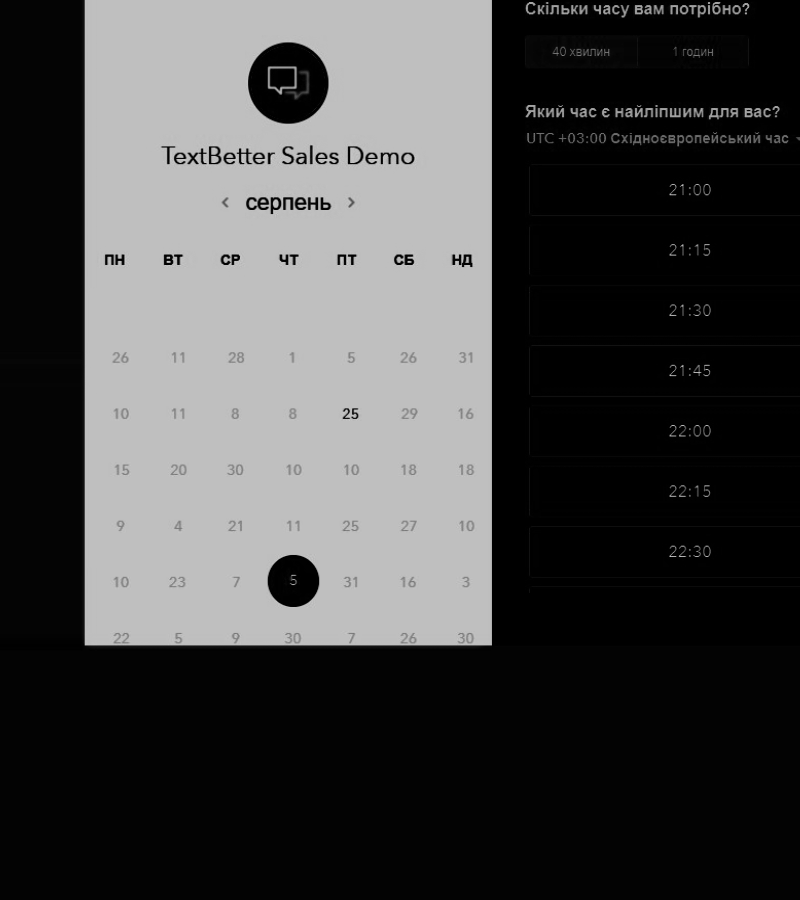 TextBetter Sales Demo
серпень
ПН ВТ СР ЧТ ПТ СБ НД
26 11 28 1 5 26 31
10 11 8 8 25 29 16
15 20 30 10 10 18 18
9 4 21 11 25 27 10
10 23 7 5 31 16 3
22 5 9 30 7 26 30
Скільки часу вам потрібно?
40 хвилин 1 годин
Який час є найліпшим для вас?
UTC +03:00 Східноєвропейський час
21:00
21:15
21:30
21:45
22:00
22:15
22:30